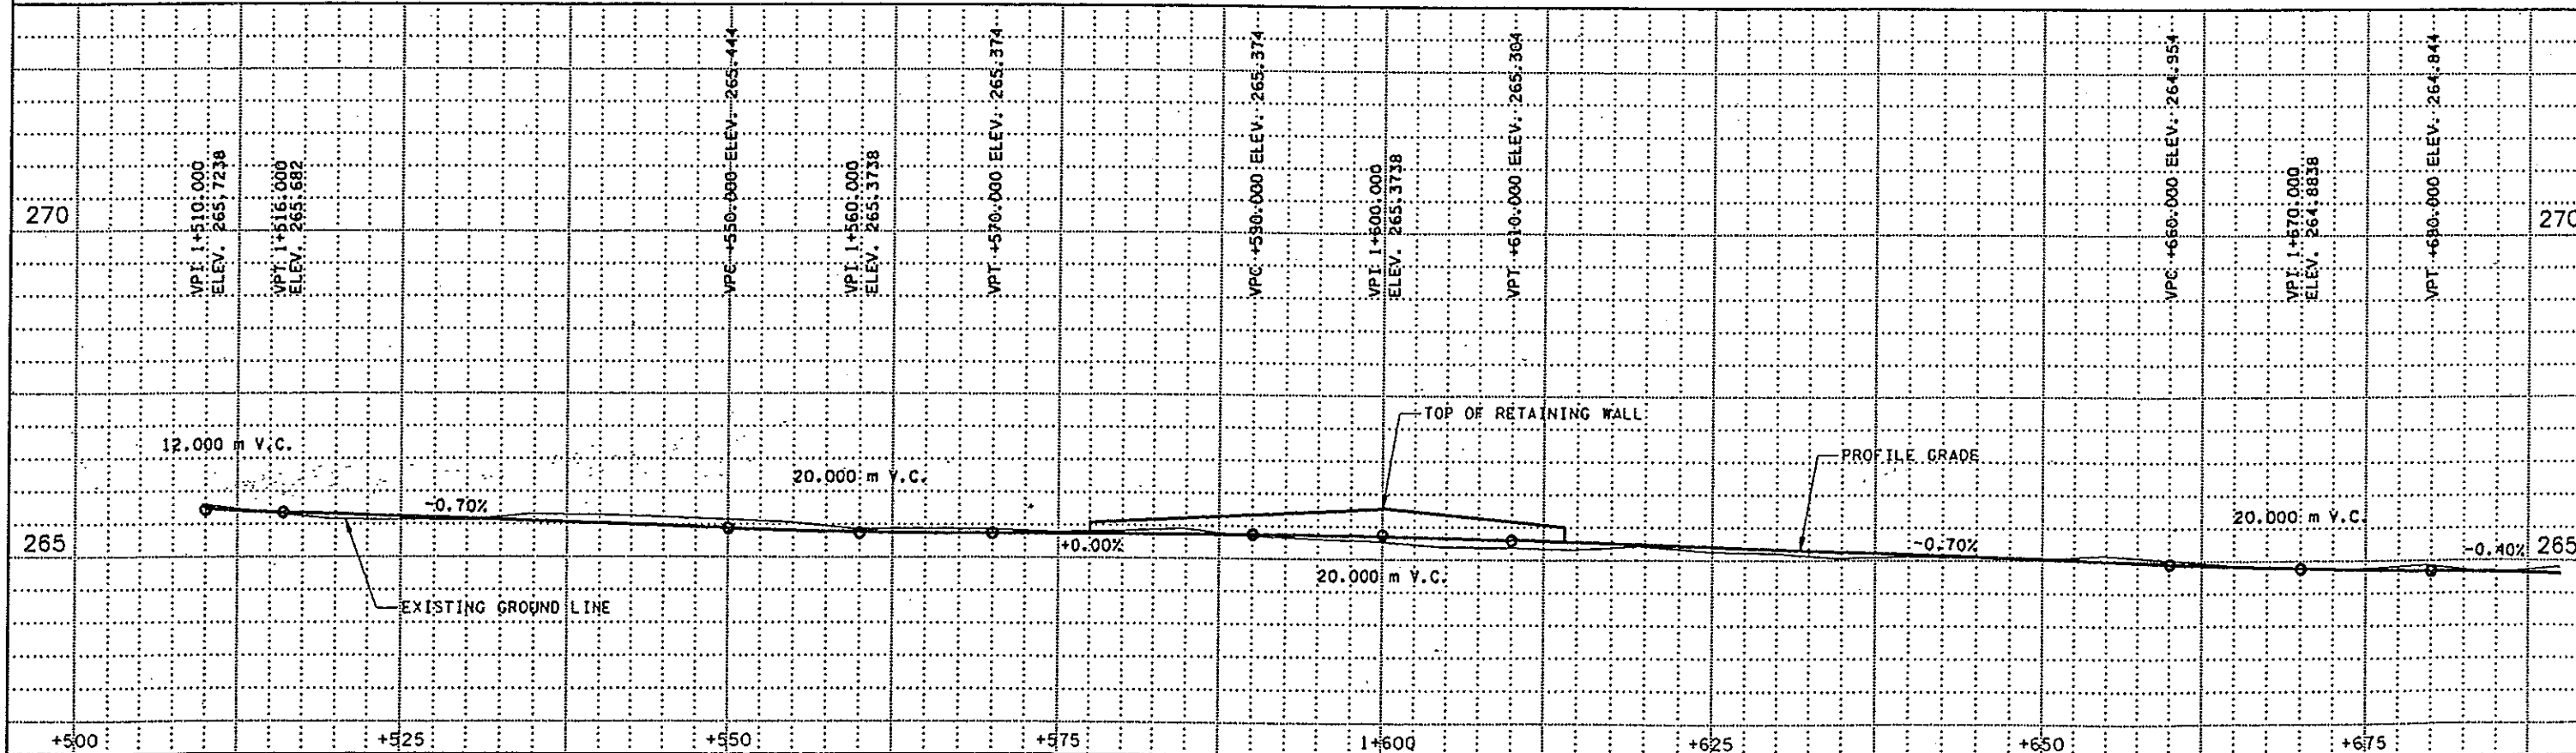 VPI 1+510.000
ELEV. 265.7238
VPT 1+516.000
ELEV. 265.682
VPC +550.000 ELEV. 265.444
VPI 1+560.000
ELEV. 265.3738
VPT +570.000 ELEV. 265.374
VPC +590.000 ELEV. 265.374
VPI 1+600.000
ELEV. 265.3738
VPT +610.000 ELEV. 265.304
VPC +660.000 ELEV. 264.954
VPI 1+670.000
ELEV. 264.8838
VPT +680.000 ELEV. 264.844
270
270
TOP OF RETAINING WALL
12.000 m V.C.
PROFILE GRADE
20.000 m V.C.
-0.70%
20.000 m V.C.
265
+0.00%
-0.70%
-0.40%
265
20.000 m V.C.
EXISTING GROUND LINE
+500
+525
+550
+575
1+600
+625
+650
+675